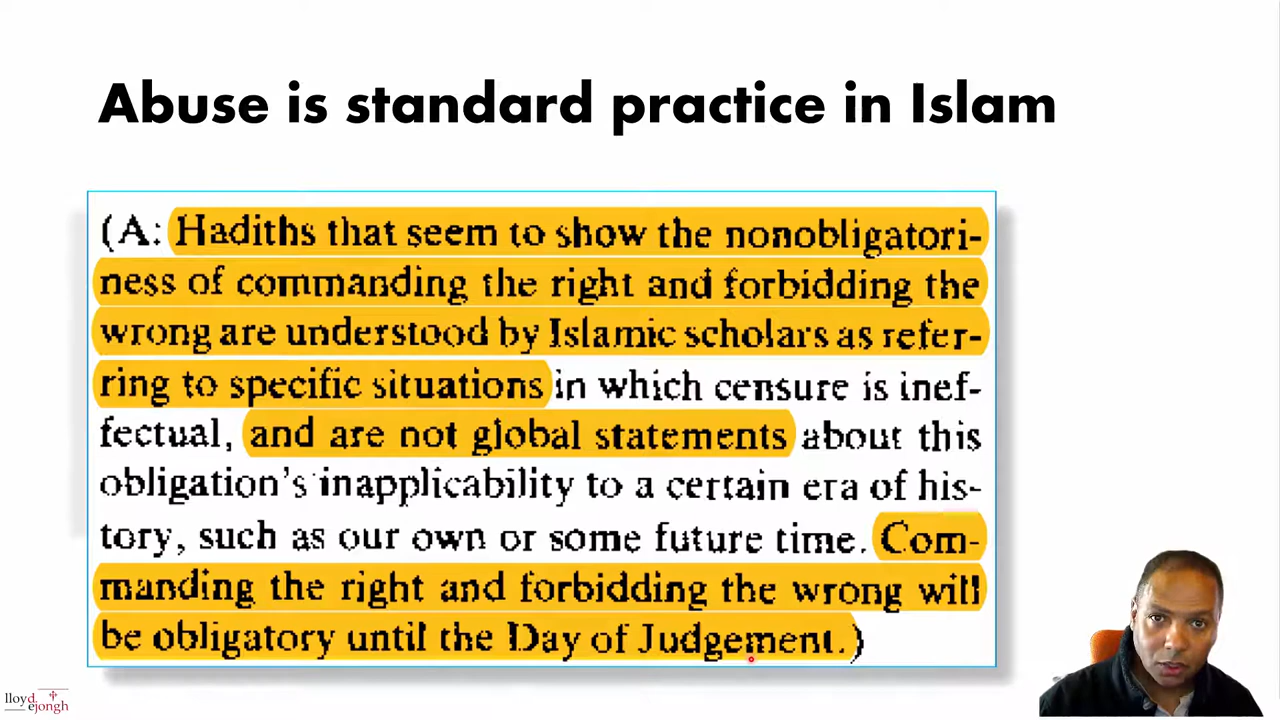 Abuse is standard practice in Islam
(A: Hadiths that seem to show the nonobligatori-
ness of commanding the right and forbidding the
wrong are understood by Islamic scholars as refer-
ring to specific situations in which censure is inef-
fectual, and are not global statements about this
obligation's inapplicability to a certain era of his-
tory, such as our own or some future time. Com-
manding the right and forbidding the wrong will
be obligatory until the Day of Judgement.)
lloyd
ejongh